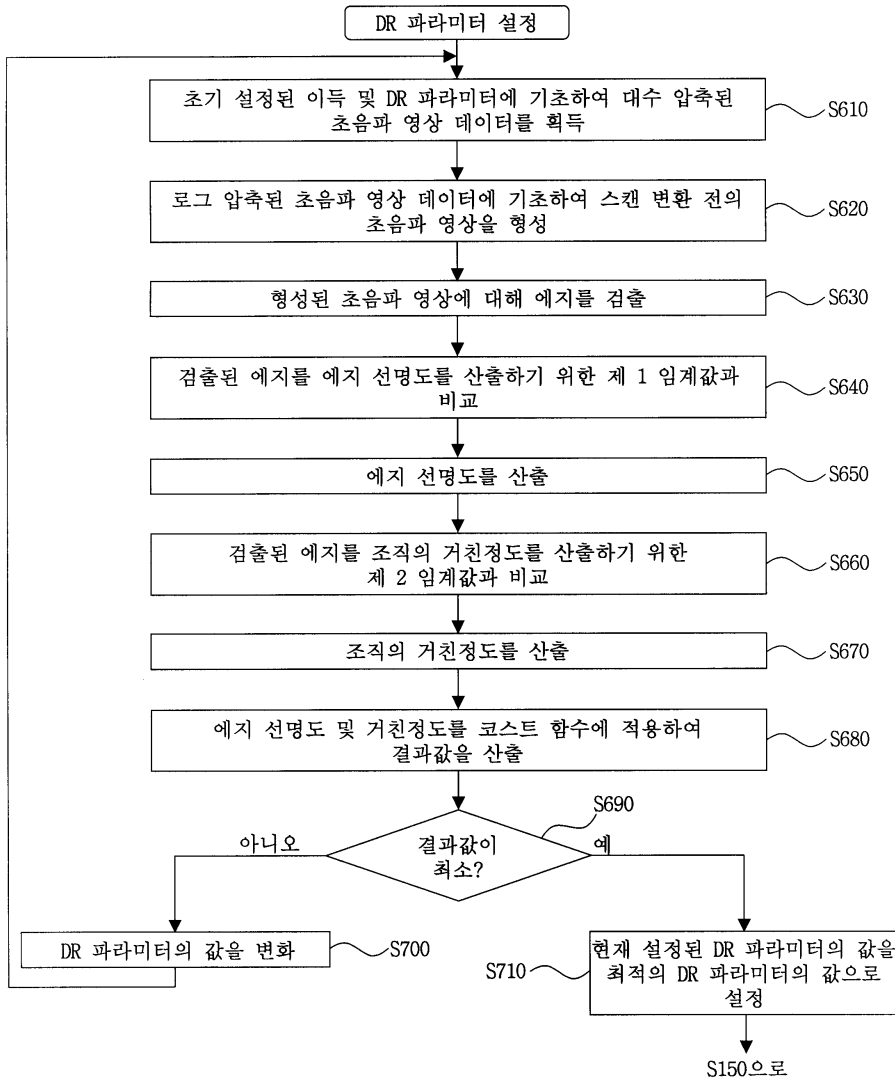 DR 파라미터 설정
초기 설정된 이득 및 DR 파라미터에 기초하여 대수 압축된
초음파 영상 데이터를 획득
S610
로그 압축된 초음파 영상 데이터에 기초하여 스캔 변환 전의
초음파 영상을 형성
S620
형성된 초음파 영상에 대해 에지를 검출
S630
검출된 에지를 에지 선명도를 산출하기 위한 제 1 임계값과
비교
S640
에지 선명도를 산출
S650
검출된 에지를 조직의 거친정도를 산출하기 위한
제 2 임계값과 비교
S660
조직의 거친정도를 산출
S670
에지 선명도 및 거친정도를 코스트 함수에 적용하여
결과값을 산출
S680
S690
아니오
결과값이
최소?
예
DR 파라미터의 값을 변화
S700
S710
현재 설정된 DR 파라미터의 값을
최적의 DR 파라미터의 값으로
설정
S150으로